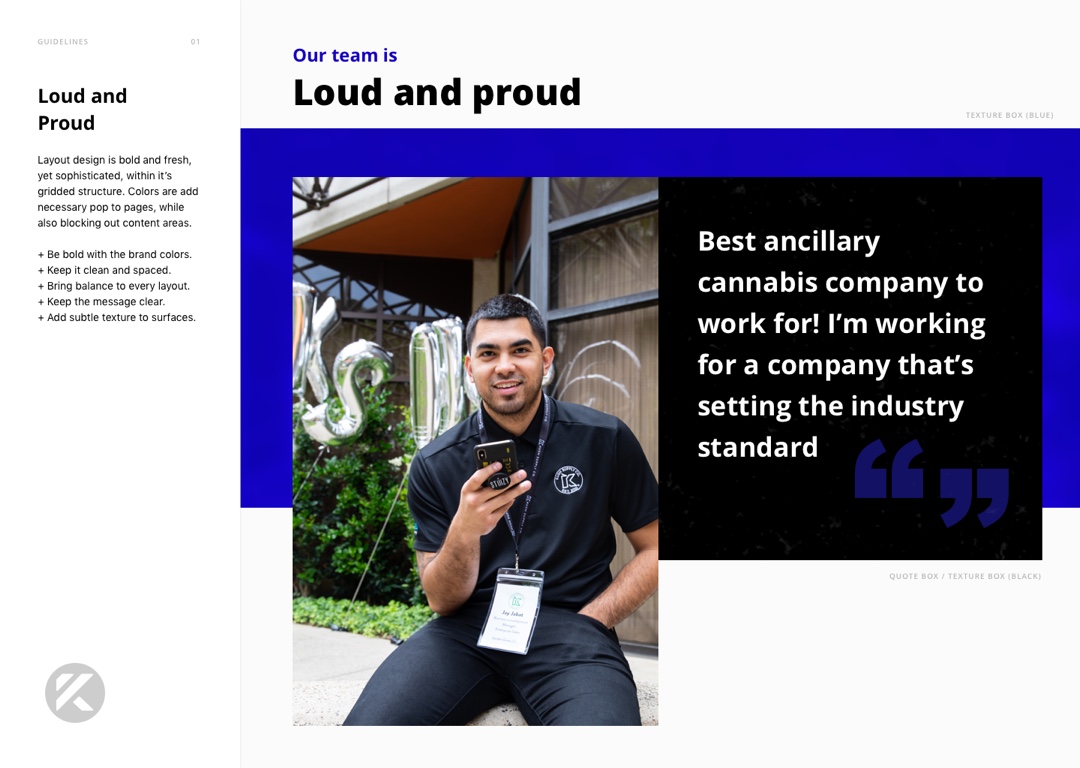 GUIDELINES 01
Loud and
Proud
Layout design is bold and fresh,
yet sophisticated, within it's
gridded structure. Colors are add
necessary pop to pages, while
also blocking out content areas.
+ Be bold with the brand colors.
+ Keep it clean and spaced.
+ Bring balance to every layout.
+ Keep the message clear.
+ Add subtle texture to surfaces.
Our team is
Loud and proud
TEXTURE BOX (BLUE)
Best ancillary
cannabis company to
work for! I’m working
for a company that’s
setting the industry
standard
“ ”
STIIIZY
QUOTE BOX / TEXTURE BOX (BLACK)